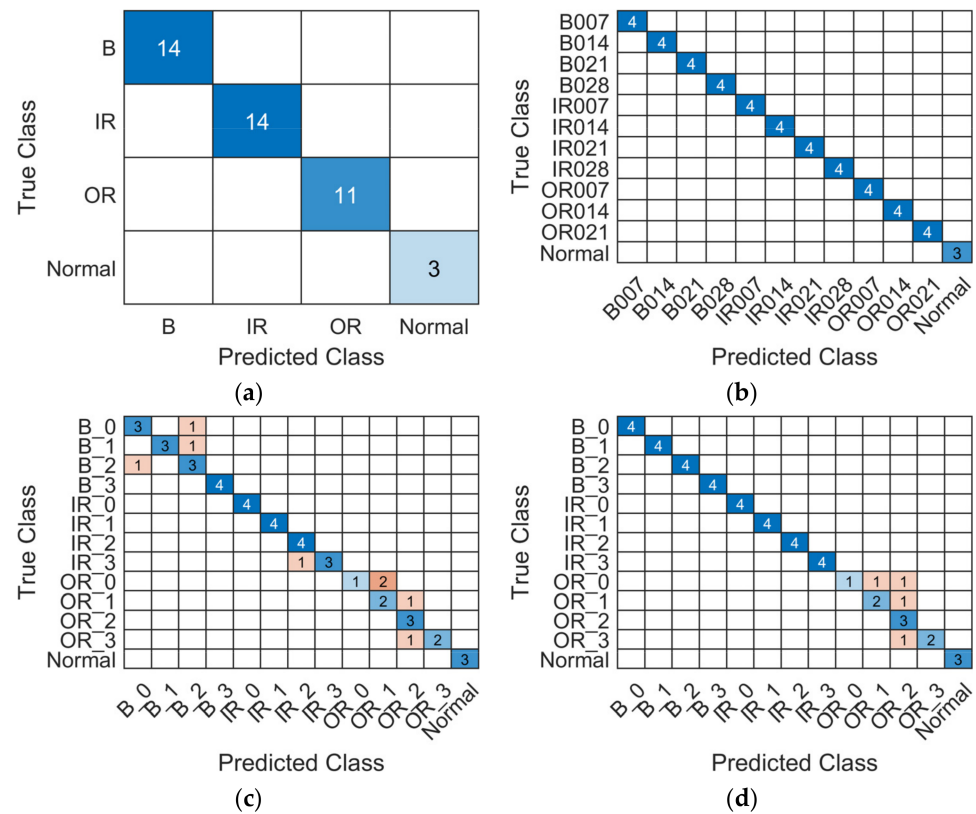 True Class
B 14
IR 14
OR 11
Normal 3
B IR OR Normal
Predicted Class
(a)
True Class
B007 4
B014 4
B021 4
B028 4
IR007 4
IR014 4
IR021 4
IR028 4
OR007 4
OR014 4
OR021 4
Normal 3
B007 B014 B021 B028 IR007 IR014 IR021 IR028 OR007 OR014 OR021 Normal
Predicted Class
(b)
True Class
B_0 3 1
B_1 3 1
B_2 1 3
B_3 4
IR_0 4
IR_1 4
IR_2 4
IR_3 1 3
OR_0 1 2
OR_1 2 1
OR_2 3
OR_3 1 2
Normal 3
B_0 B_1 B_2 B_3 IR_0 IR_1 IR_2 IR_3 OR_0 OR_1 OR_2 OR_3 Normal
Predicted Class
(c)
True Class
B_0 4
B_1 4
B_2 4
B_3 4
IR_0 4
IR_1 4
IR_2 4
IR_3 4
OR_0 1 1 1
OR_1 2 1
OR_2 3
OR_3 1 2
Normal 3
B_0 B_1 B_2 B_3 IR_0 IR_1 IR_2 IR_3 OR_0 OR_1 OR_2 OR_3 Normal
Predicted Class
(d)